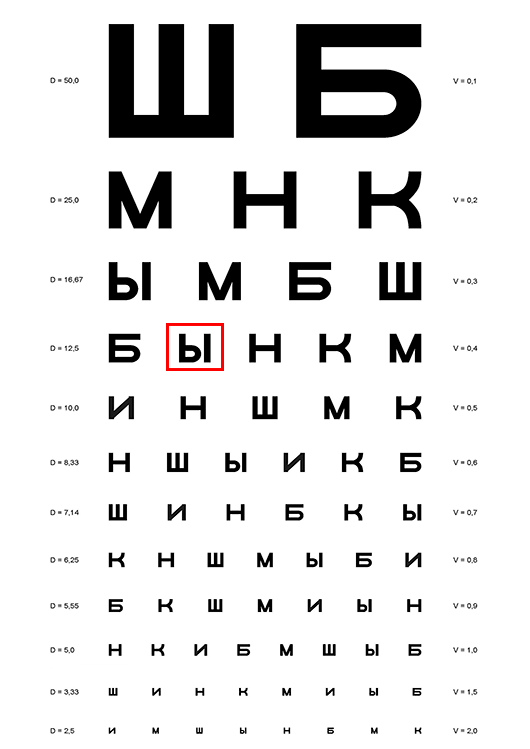 D = 50,0 Ш Б V = 0,1
D = 25,0 М Н К V = 0,2
D = 16,67 Ы М Б Ш V = 0,3
D = 12,5 Б Ы Н К М V = 0,4
D = 10,0 И Н Ш М К V = 0,5
D = 8,33 Н Ш Ы И К Б V = 0,6
D = 7,14 Ш И Н Б К Ы V = 0,7
D = 6,25 К Н Ш М Ы Б И V = 0,8
D = 5,55 Б К Ш М И Ы Н V = 0,9
D = 5,0 Н К И Б М Ш Ы Б V = 1,0
D = 3,33 Ш И Н К М И Ы Б V = 1,5
D = 2,5 И М Ш Ы Н Б М К V = 2,0